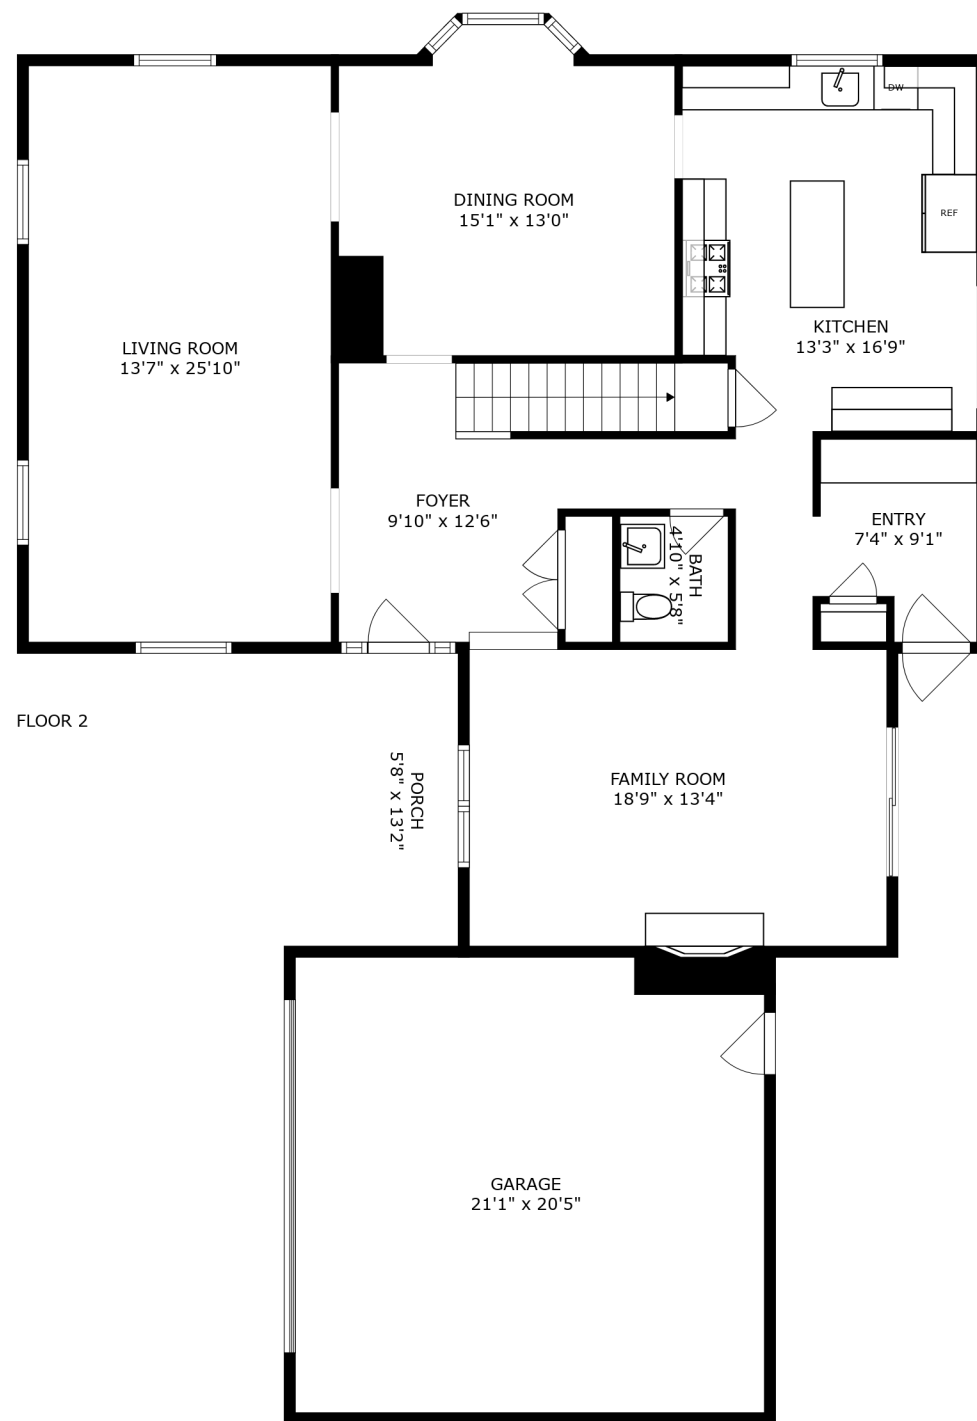 DW
DINING ROOM
15'1" x 13'0"
REF
KITCHEN
13'3" x 16'9"
LIVING ROOM
13'7" x 25'10"
FOYER
9'10" x 12'6"
ENTRY
7'4" x 9'1"
BATH
4'10" x 5'8"
FLOOR 2
PORCH
5'8" x 13'2"
FAMILY ROOM
18'9" x 13'4"
GARAGE
21'1" x 20'5"